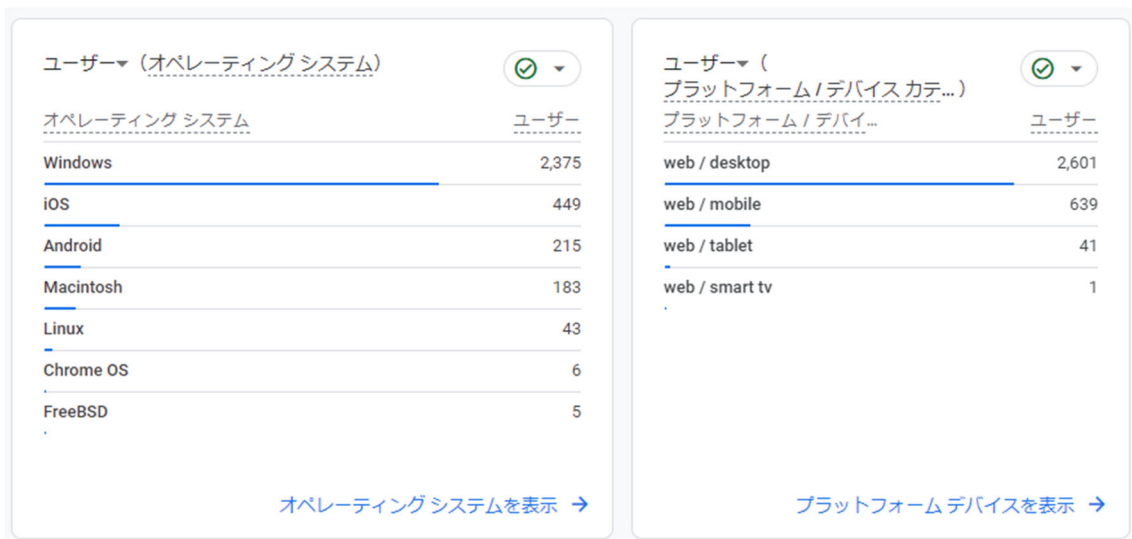 ユーザー▾ (オペレーティング システム)
オペレーティング システム ユーザー
Windows 2,375
iOS 449
Android 215
Macintosh 183
Linux 43
Chrome OS 6
FreeBSD 5
オペレーティング システムを表示 →
ユーザー▾ (
プラットフォーム / デバイス カテ... )
プラットフォーム / デバイ... ユーザー
web / desktop 2,601
web / mobile 639
web / tablet 41
web / smart tv 1
プラットフォーム デバイスを表示 →